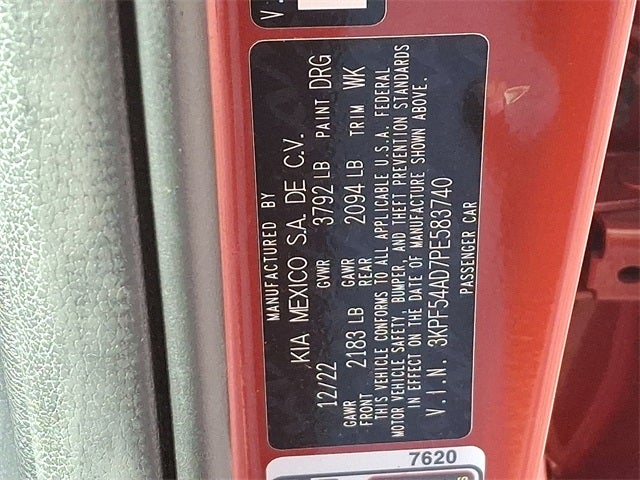 V.
MANUFACTURED BY
KIA MEXICO S.A. DE C.V.
12/22 GVWR 3792 LB PAINT DRG
GAWR FRONT 2183 LB GAWR REAR 2094 LB TRIM WK
THIS VEHICLE CONFORMS TO ALL APPLICABLE U.S.A. FEDERAL
MOTOR VEHICLE SAFETY, BUMPER, AND THEFT PREVENTION STANDARDS
IN EFFECT ON THE DATE OF MANUFACTURE SHOWN ABOVE.
V.I.N. 3KPF54AD7PE583740
PASSENGER CAR
7620